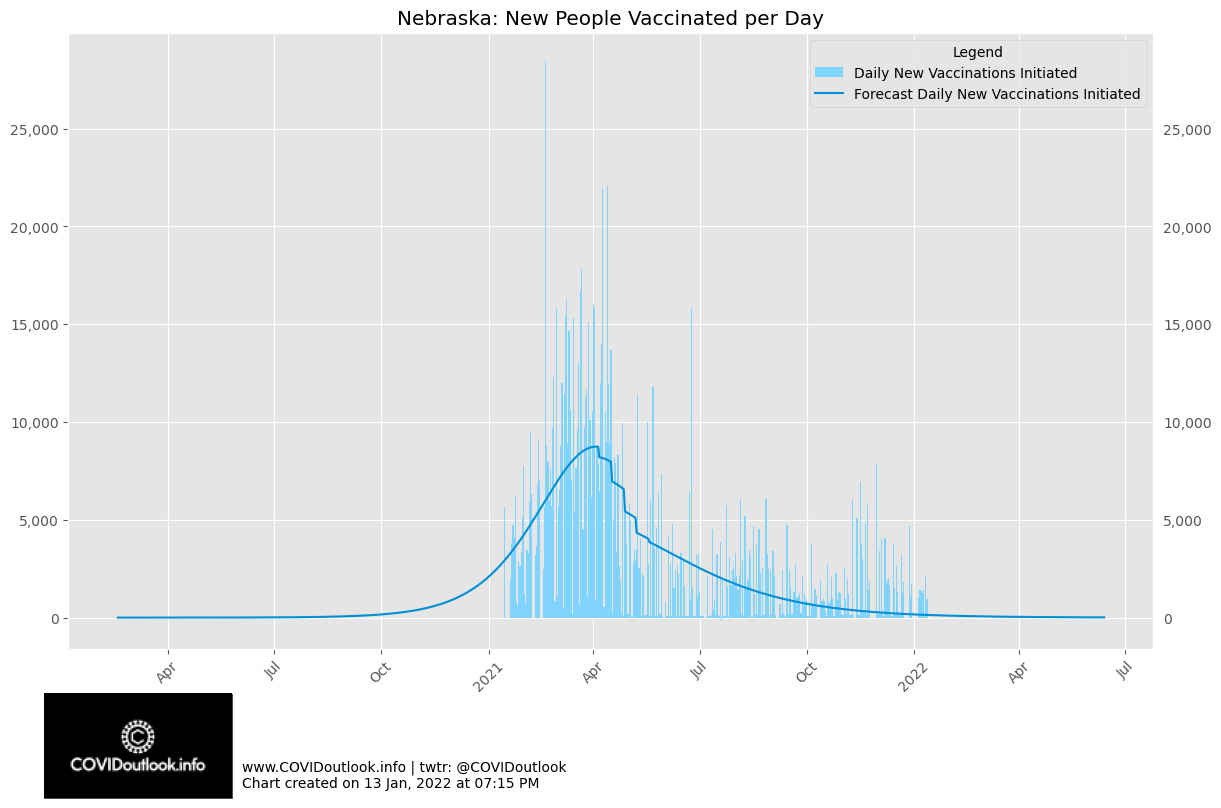 Nebraska: New People Vaccinated per Day
Legend
Daily New Vaccinations Initiated
Forecast Daily New Vaccinations Initiated
25,000 25,000
20,000 20,000
15,000 15,000
10,000 10,000
5,000 5,000
0 0
Apr Jul Oct 2021 Apr Jul Oct 2022 Apr Jul
C
COVIDoutlook.info
www.COVIDoutlook.info | twtr: @COVIDoutlook
Chart created on 13 Jan, 2022 at 07:15 PM